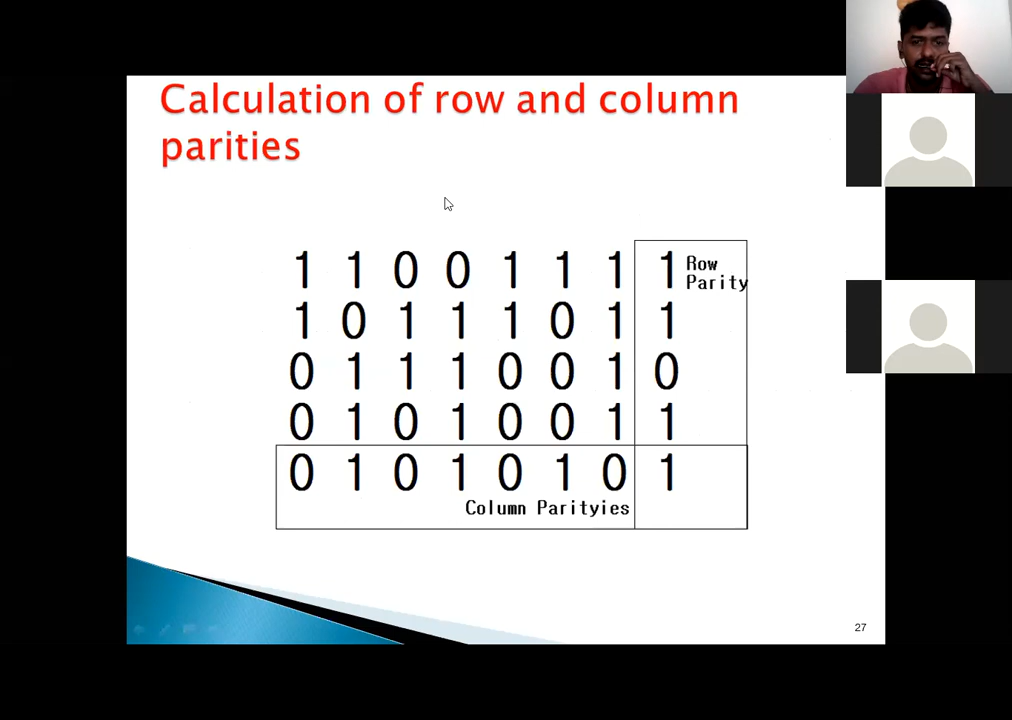 Calculation of row and column
parities
1 1 0 0 1 1 1 1 Row
Parity
1 0 1 1 1 0 1 1
0 1 1 1 0 0 1 0
0 1 0 1 0 0 1 1
0 1 0 1 0 1 0 1
Column Parityies
27